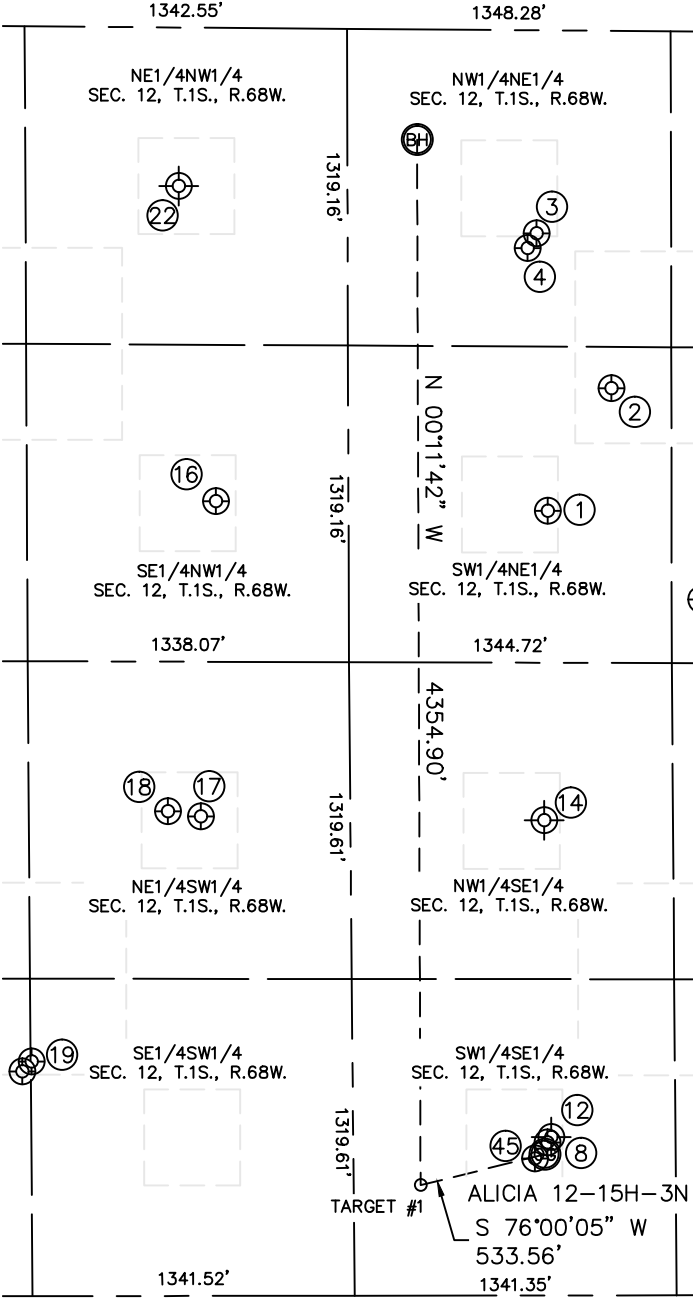 1342.55’
1348.28’
NE1/4NW1/4
SEC. 12, T.1S., R.68W.
NW1/4NE1/4
SEC. 12, T.1S., R.68W.
BH
1319.16’
22
3
4
N 00°11’42” W
2
16
1319.16’
1
SE1/4NW1/4
SEC. 12, T.1S., R.68W.
SW1/4NE1/4
SEC. 12, T.1S., R.68W.
1338.07’
1344.72’
4354.90’
18
17
1319.61’
14
NE1/4SW1/4
SEC. 12, T.1S., R.68W.
NW1/4SE1/4
SEC. 12, T.1S., R.68W.
19
SE1/4SW1/4
SEC. 12, T.1S., R.68W.
SW1/4SE1/4
SEC. 12, T.1S., R.68W.
12
1319.61’
45
8
TARGET #1
ALICIA 12-15H-3N
S 76°00’05” W
533.56’
1341.52’
1341.35’